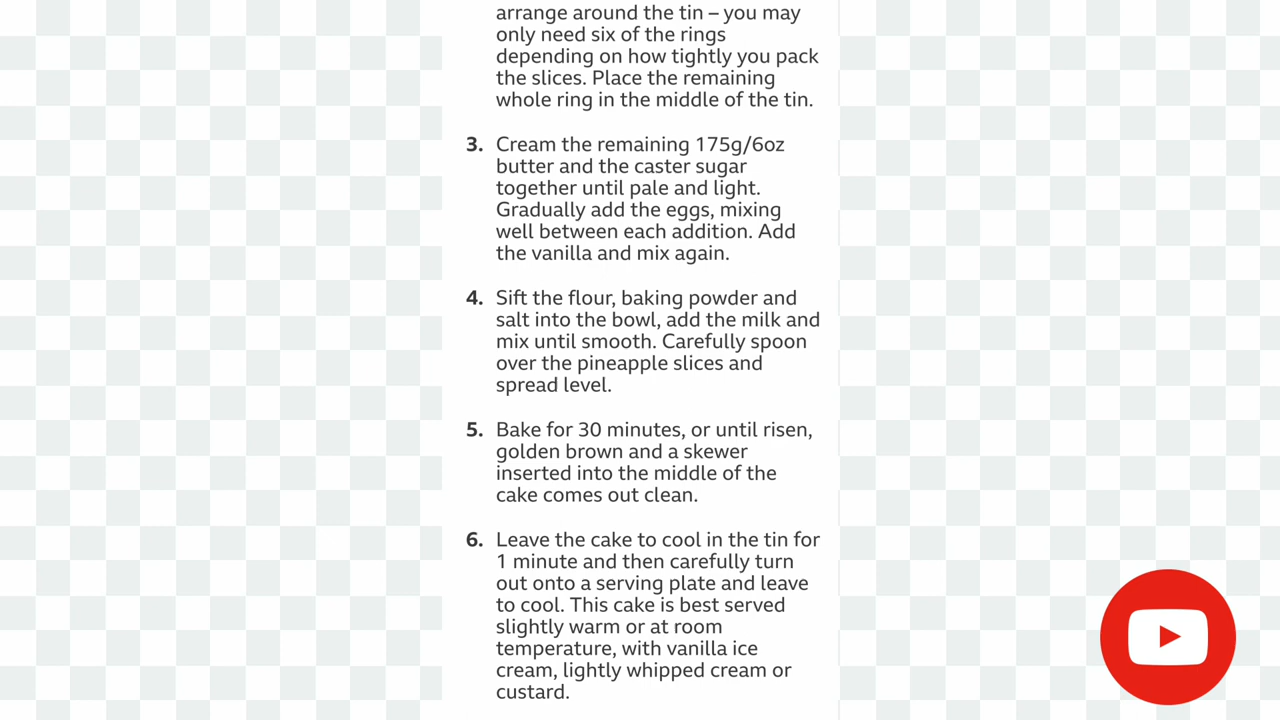 arrange around the tin – you may
only need six of the rings
depending on how tightly you pack
the slices. Place the remaining
whole ring in the middle of the tin.
3. Cream the remaining 175g/6oz
butter and the caster sugar
together until pale and light.
Gradually add the eggs, mixing
well between each addition. Add
the vanilla and mix again.
4. Sift the flour, baking powder and
salt into the bowl, add the milk and
mix until smooth. Carefully spoon
over the pineapple slices and
spread level.
5. Bake for 30 minutes, or until risen,
golden brown and a skewer
inserted into the middle of the
cake comes out clean.
6. Leave the cake to cool in the tin for
1 minute and then carefully turn
out onto a serving plate and leave
to cool. This cake is best served
slightly warm or at room
temperature, with vanilla ice
cream, lightly whipped cream or
custard.